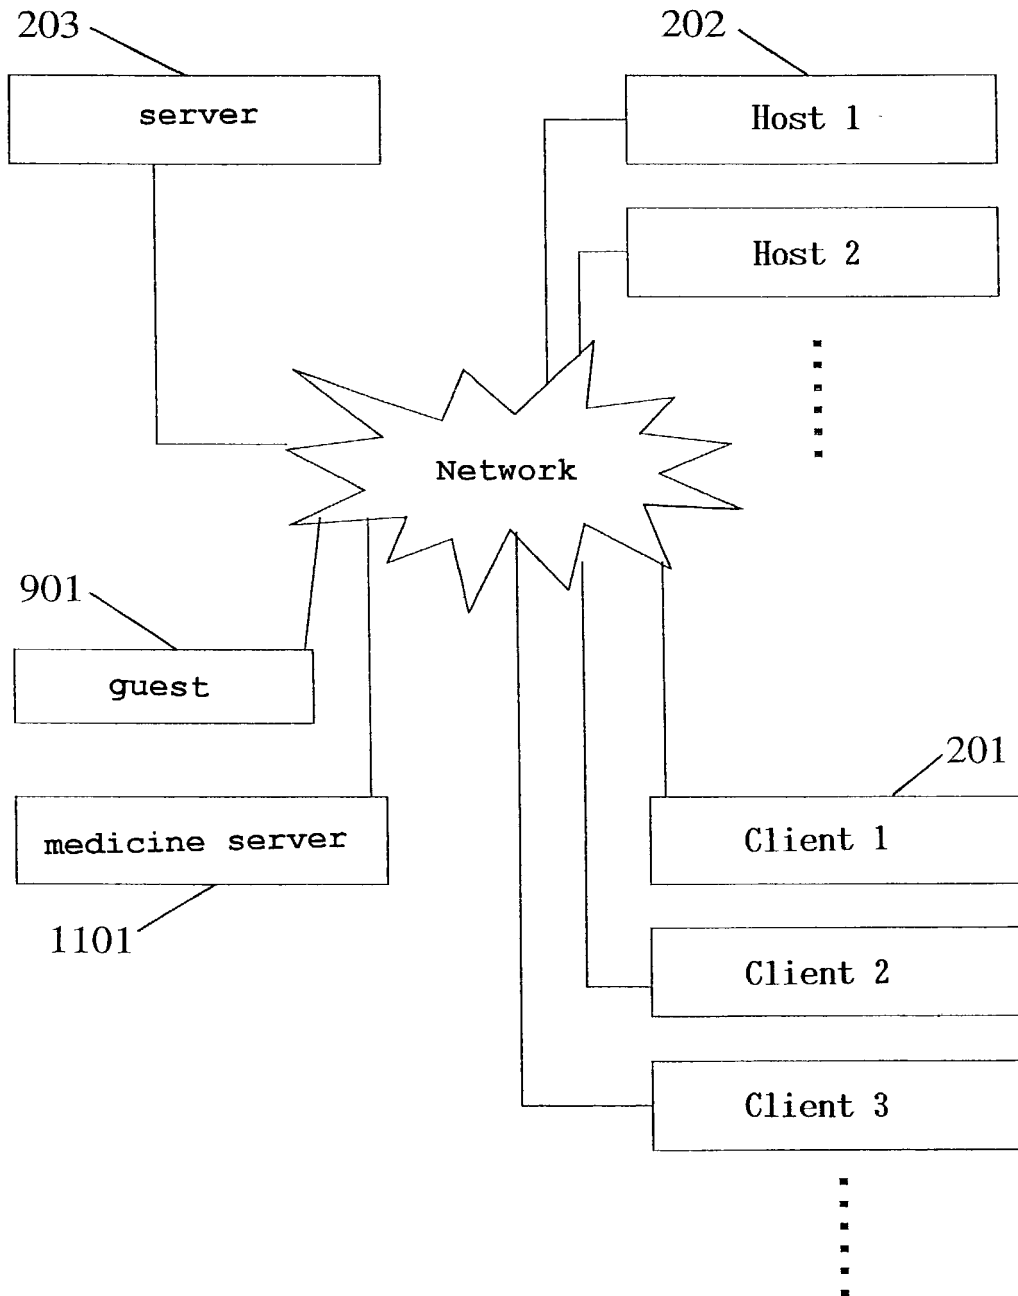 203
202
server
Host 1
Host 2
Network
901
guest
201
medicine server
Client 1
1101
Client 2
Client 3